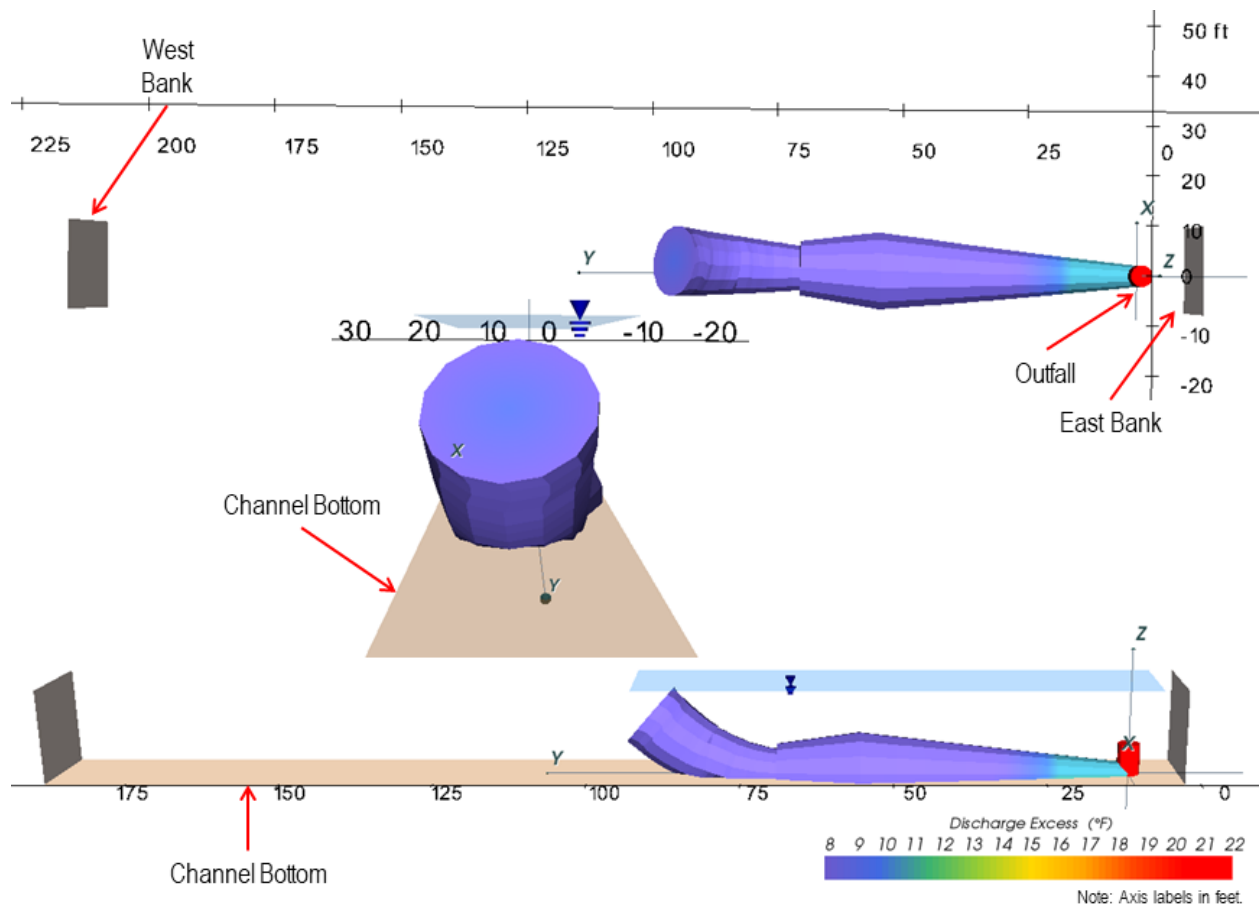 50 ft
West
Bank
40
30
225 200 175 150 125 100 75 50 25 0
20
X
10
Y
Z
0
30 20 10 0 -10 -20
-10
Outfall
-20
East Bank
X
Channel Bottom
Y
Z
X
Y
175 150 125 100 75 50 25 0
Discharge Excess (°F)
8 9 10 11 12 13 14 15 16 17 18 19 20 21 22
Channel Bottom
Note: Axis labels in feet.